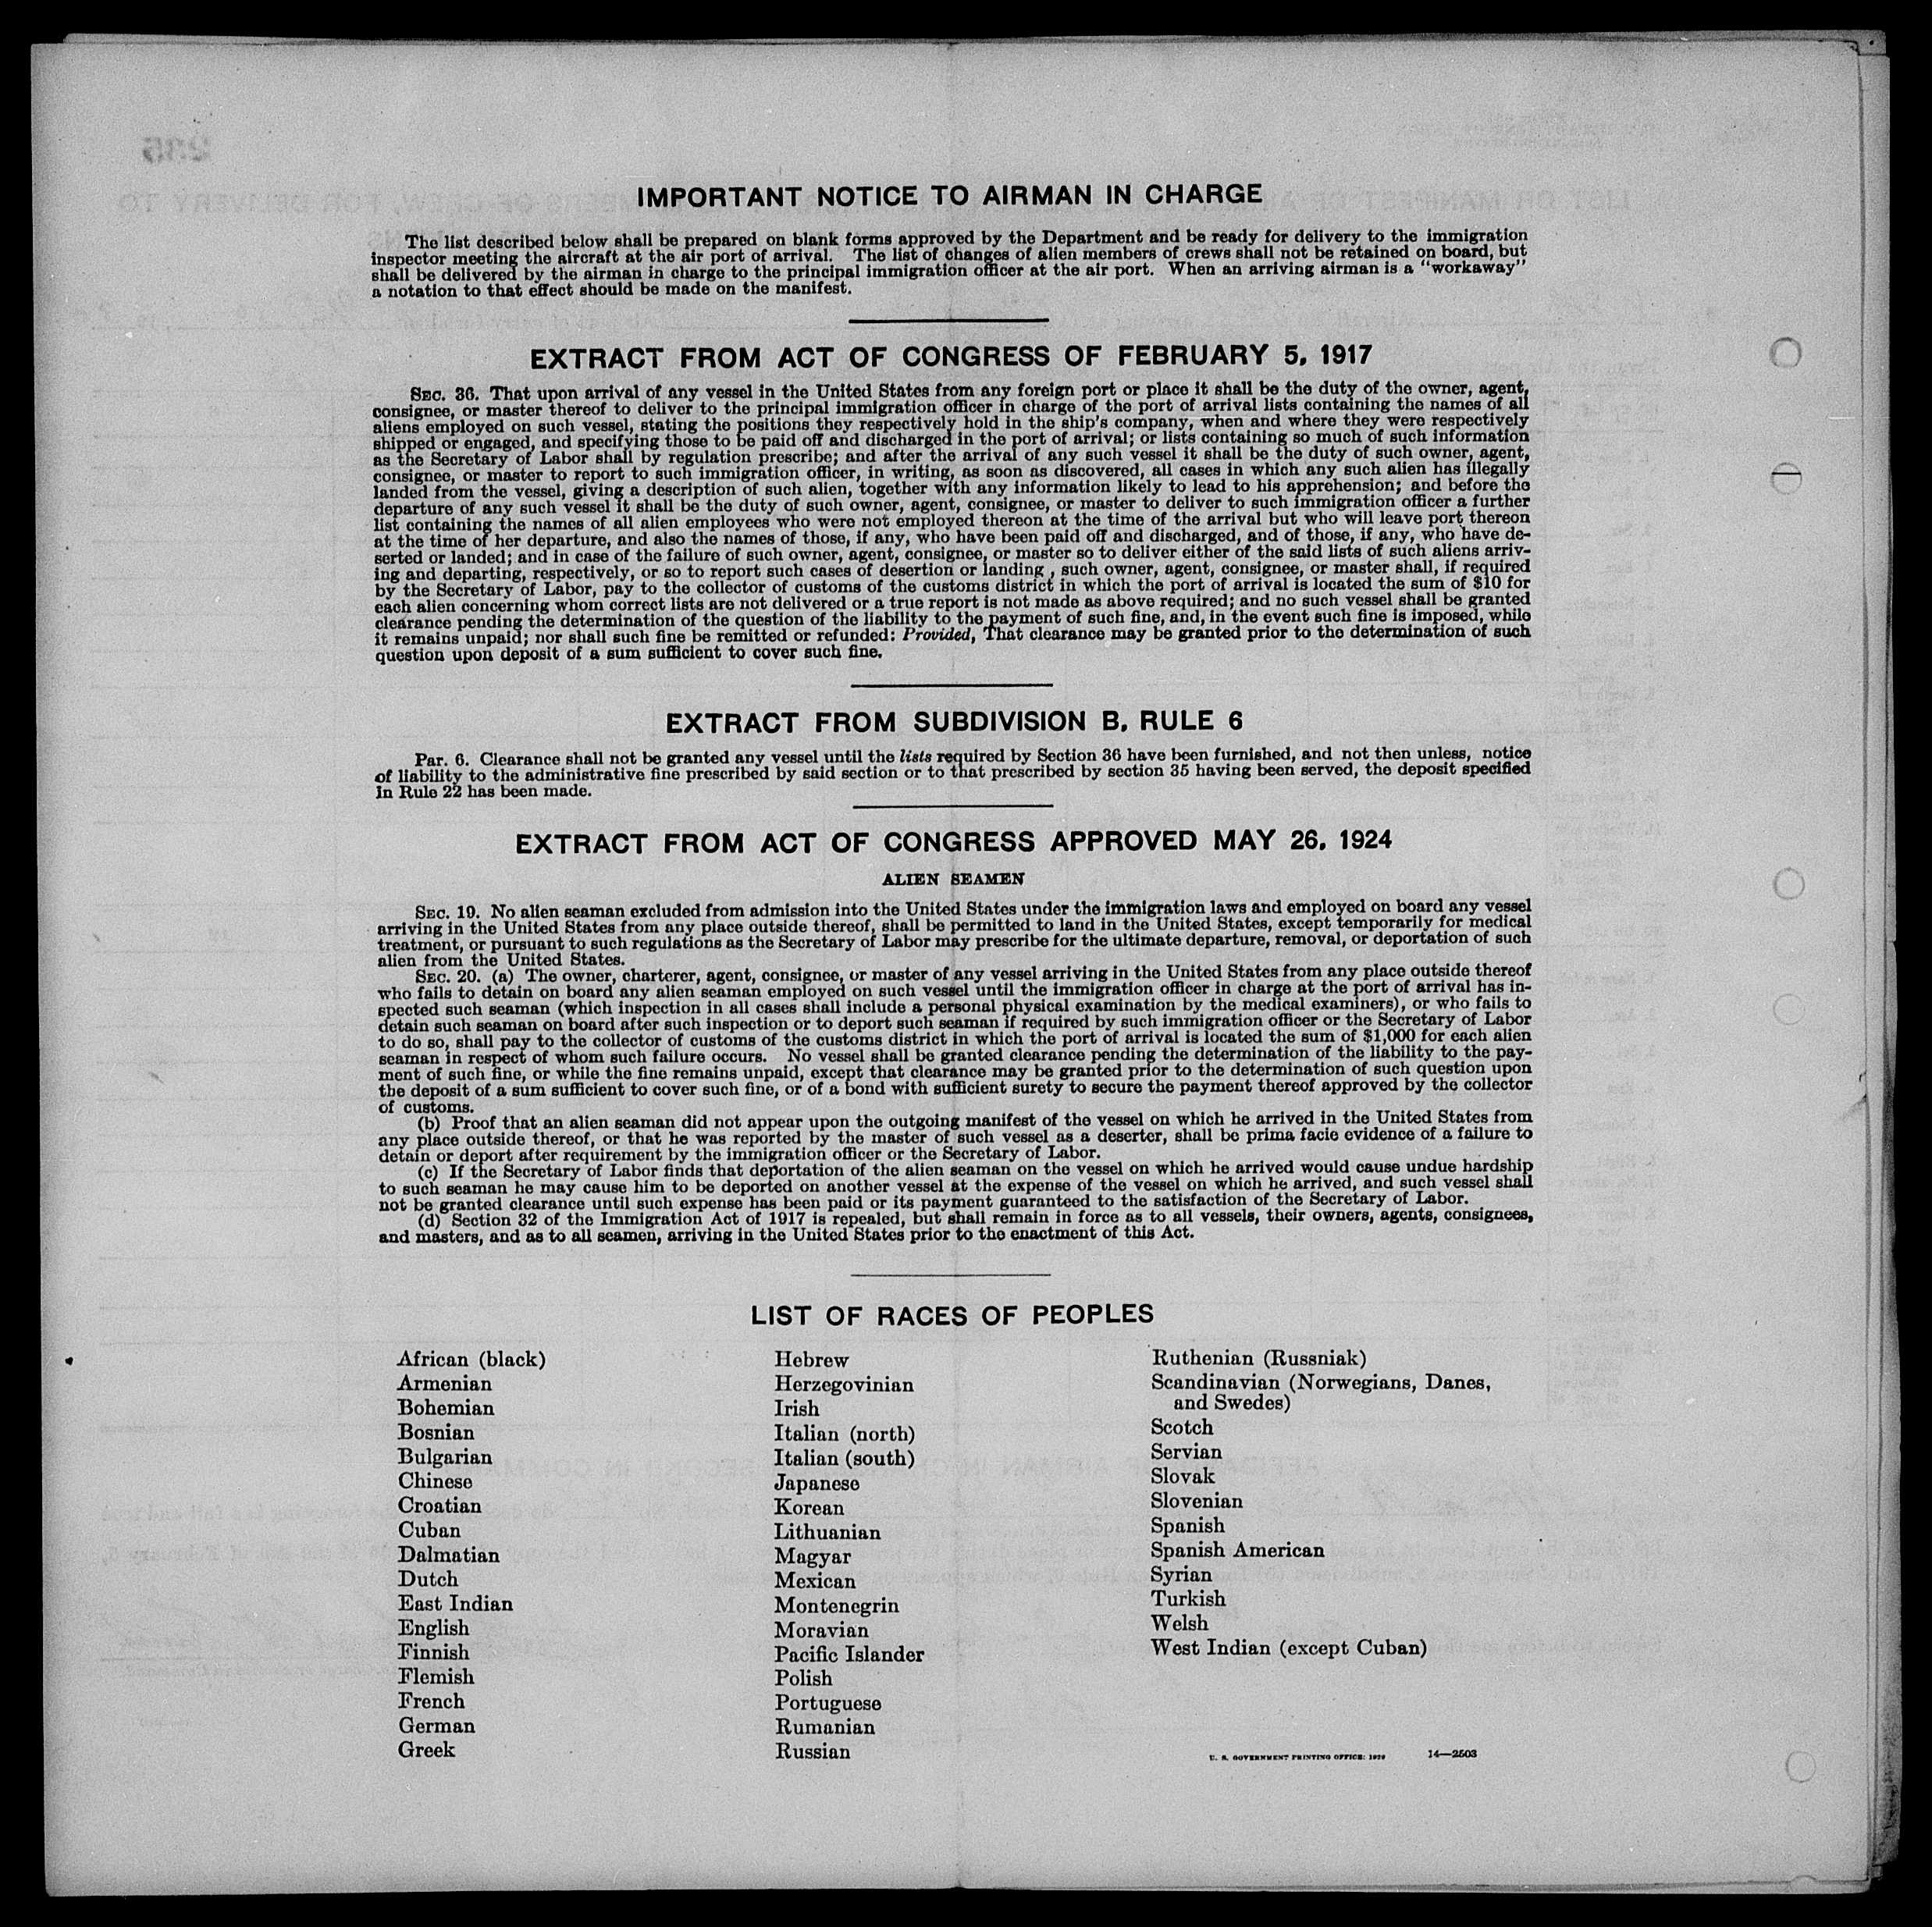 IMPORTANT NOTICE TO AIRMAN IN CHARGE
The list described below shall be prepared on blank forms approved by the Department and be ready for delivery to the immigration
inspector meeting the aircraft at the air port of arrival. The list of changes of alien members of crews shall not be retained on board, but
shall be delivered by the airman in charge to the principal immigration officer at the air port. When an arriving airman is a "workaway"
a notation to that effect should be made on the manifest.
EXTRACT FROM ACT OF CONGRESS OF FEBRUARY 5, 1917
SEC. 36. That upon arrival of any vessel in the United States from any foreign port or place it shall be the duty of the owner, agent,
consignee, or master thereof to deliver to the principal immigration officer in charge of the port of arrival lists containing the names of all
aliens employed on such vessel, stating the positions they respectively hold in the ship's company, when and where they were respectively
shipped or engaged, and specifying those to be paid off and discharged in the port of arrival; or lists containing so much of such information
as the Secretary of Labor shall by regulation prescribe; and after the arrival of any such vessel it shall be the duty of such owner, agent,
consignee, or master to report to such immigration officer, in writing, as soon as discovered, all cases in which any such alien has illegally
landed from the vessel, giving a description of such alien, together with any information likely to lead to his apprehension; and before the
departure of any such vessel it shall be the duty of such owner, agent, consignee, or master to deliver to such immigration officer a further
list containing the names of all alien employees who were not employed thereon at the time of the arrival but who will leave port thereon
at the time of her departure, and also the names of those, if any, who have been paid off and discharged, and of those, if any, who have de-
serted or landed; and in case of the failure of such owner, agent, consignee, or master so to deliver either of the said lists of such aliens arriv-
ing and departing, respectively, or so to report such cases of desertion or landing , such owner, agent, consignee, or master shall, if required
by the Secretary of Labor, pay to the collector of customs of the customs district in which the port of arrival is located the sum of $10 for
each alien concerning whom correct lists are not delivered or a true report is not made as above required; and no such vessel shall be granted
clearance pending the determination of the question of the liability to the payment of such fine, and, in the event such fine is imposed, while
it remains unpaid; nor shall such fine be remitted or refunded: Provided, That clearance may be granted prior to the determination of such
question upon deposit of a sum sufficient to cover such fine.
EXTRACT FROM SUBDIVISION B, RULE 6
Par. 6. Clearance shall not be granted any vessel until the lists required by Section 36 have been furnished, and not then unless, notice
of liability to the administrative fine prescribed by said section or to that prescribed by section 35 having been served, the deposit specified
in Rule 22 has been made.
EXTRACT FROM ACT OF CONGRESS APPROVED MAY 26, 1924
ALIEN SEAMEN
SEC. 19. No alien seaman excluded from admission into the United States under the immigration laws and employed on board any vessel
arriving in the United States from any place outside thereof, shall be permitted to land in the United States, except temporarily for medical
treatment, or pursuant to such regulations as the Secretary of Labor may prescribe for the ultimate departure, removal, or deportation of such
alien from the United States.
SEC. 20. (a) The owner, charterer, agent, consignee, or master of any vessel arriving in the United States from any place outside thereof
who fails to detain on board any alien seaman employed on such vessel until the immigration officer in charge at the port of arrival has in-
spected such seaman (which inspection in all cases shall include a personal physical examination by the medical examiners), or who fails to
detain such seaman on board after such inspection or to deport such seaman if required by such immigration officer or the Secretary of Labor
to do so, shall pay to the collector of customs of the customs district in which the port of arrival is located the sum of $1,000 for each alien
seaman in respect of whom such failure occurs. No vessel shall be granted clearance pending the determination of the liability to the pay-
ment of such fine, or while the fine remains unpaid, except that clearance may be granted prior to the determination of such question upon
the deposit of a sum sufficient to cover such fine, or of a bond with sufficient surety to secure the payment thereof approved by the collector
of customs.
(b) Proof that an alien seaman did not appear upon the outgoing manifest of the vessel on which he arrived in the United States from
any place outside thereof, or that he was reported by the master of such vessel as a deserter, shall be prima facie evidence of a failure to
detain or deport after requirement by the immigration officer or the Secretary of Labor.
(c) If the Secretary of Labor finds that deportation of the alien seaman on the vessel on which he arrived would cause undue hardship
to such seaman he may cause him to be deported on another vessel at the expense of the vessel on which he arrived, and such vessel shall
not be granted clearance until such expense has been paid or its payment guaranteed to the satisfaction of the Secretary of Labor.
(d) Section 32 of the Immigration Act of 1917 is repealed, but shall remain in force as to all vessels, their owners, agents, consignees,
and masters, and as to all seamen, arriving in the United States prior to the enactment of this Act.
LIST OF RACES OF PEOPLES
African (black)
Armenian
Bohemian
Bosnian
Bulgarian
Chinese
Croatian
Cuban
Dalmatian
Dutch
East Indian
English
Finnish
Flemish
French
German
Greek
Hebrew
Herzegovinian
Irish
Italian (north)
Italian (south)
Japanese
Korean
Lithuanian
Magyar
Mexican
Montenegrin
Moravian
Pacific Islander
Polish
Portuguese
Rumanian
Russian
Ruthenian (Russniak)
Scandinavian (Norwegians, Danes,
and Swedes)
Scotch
Servian
Slovak
Slovenian
Spanish
Spanish American
Syrian
Turkish
Welsh
West Indian (except Cuban)
U. S. GOVERNMENT PRINTING OFFICE: 1929 14—2503